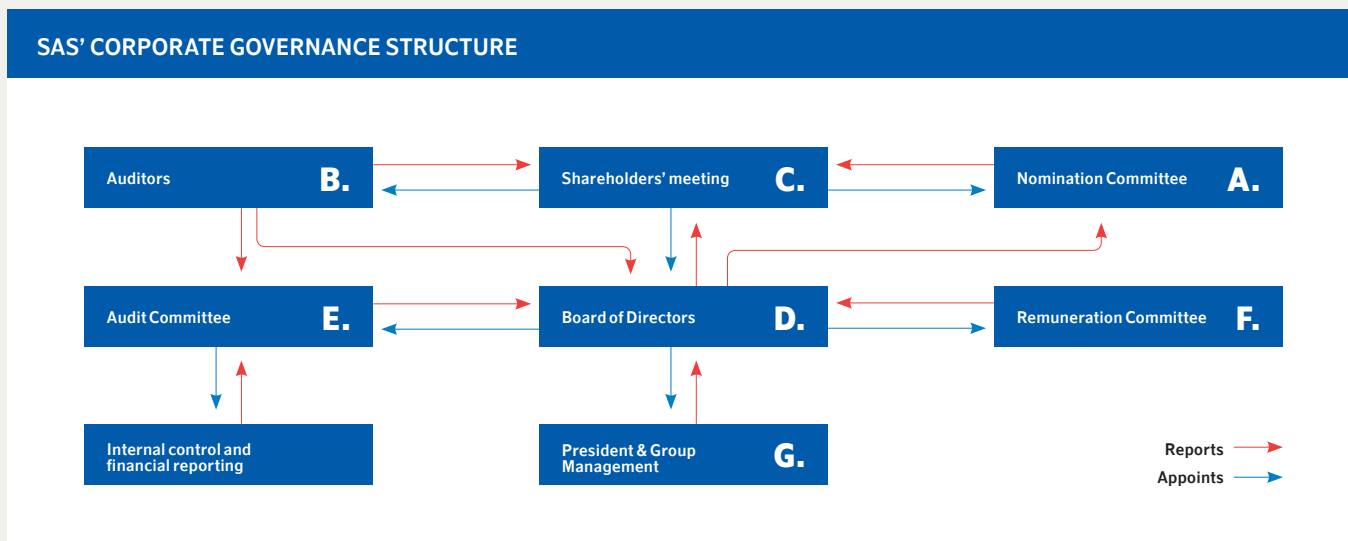 SAS’ CORPORATE GOVERNANCE STRUCTURE
Auditors B.
Shareholders’ meeting C.
Nomination Committee A.
Audit Committee E.
Board of Directors D.
Remuneration Committee F.
Internal control and
financial reporting
President & Group
Management G.
Reports
Appoints